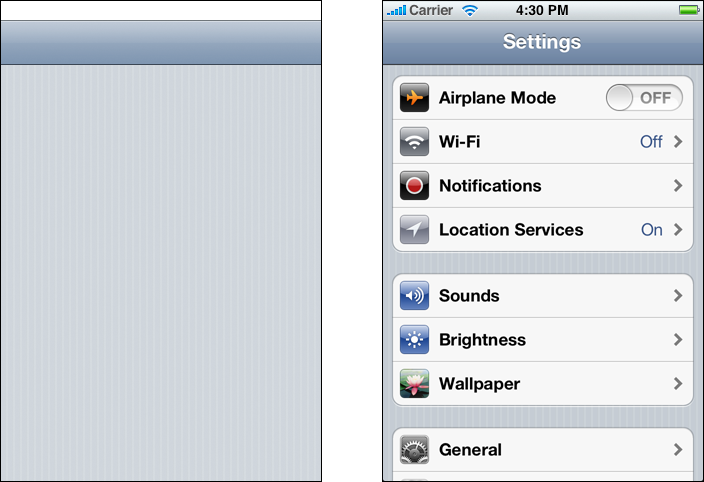 Carrier 4:30 PM
Settings
Airplane Mode OFF
Wi-Fi Off
Notifications
Location Services On
Sounds
Brightness
Wallpaper
General